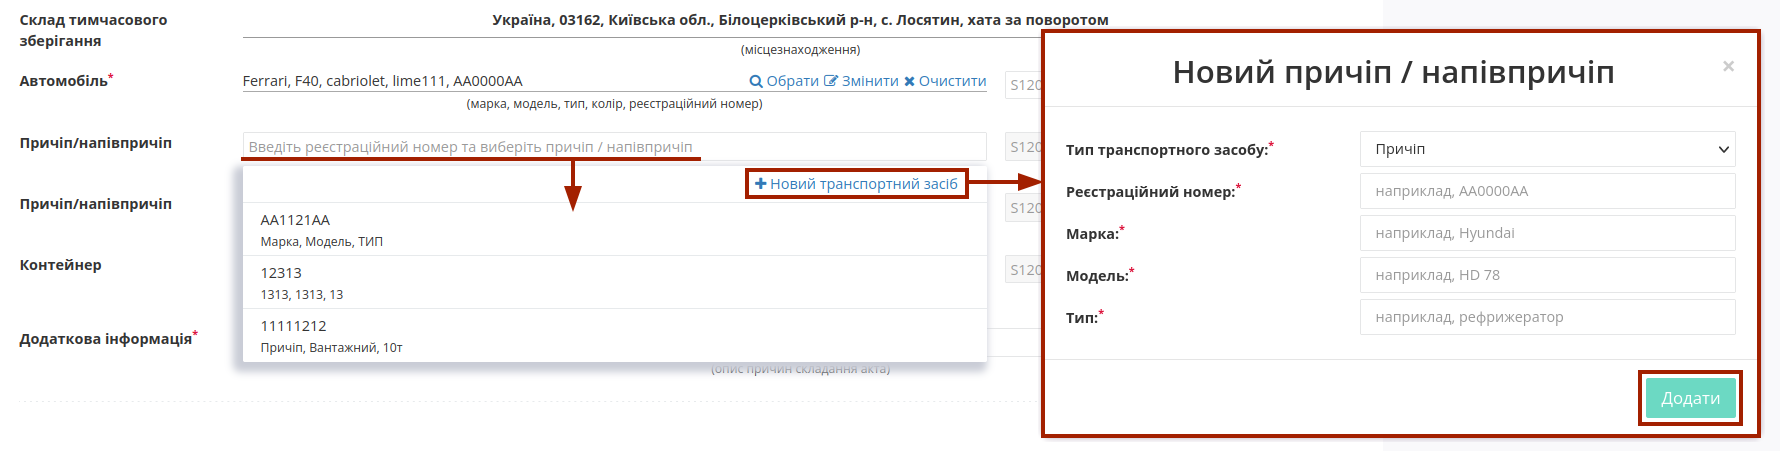 Склад тимчасового зберігання
Україна, 03162, Київська обл., Білоцерківський р-н, с. Лосятин, хата за поворотом
(місцезнаходження)
Автомобіль*
Ferrari, F40, cabriolet, lime111, AA0000AA
Обрати Змінити Очистити
S120
(марка, модель, тип, колір, реєстраційний номер)
Причіп/напівпричіп
Введіть реєстраційний номер та виберіть причіп / напівпричіп
S120
Новий транспортний засіб
Причіп/напівпричіп
S120
АА1121АА
Марка, Модель, ТИП
Контейнер
S120
12313
1313, 1313, 13
11111212
Причіп, Вантажний, 10т
Додаткова інформація*
(опис причин складання акта)
Новий причіп / напівпричіп
×
Тип транспортного засобу:*
Причіп
Реєстраційний номер:*
наприклад, AA0000AA
Марка:*
наприклад, Hyundai
Модель:*
наприклад, HD 78
Тип:*
наприклад, рефрижератор
Додати